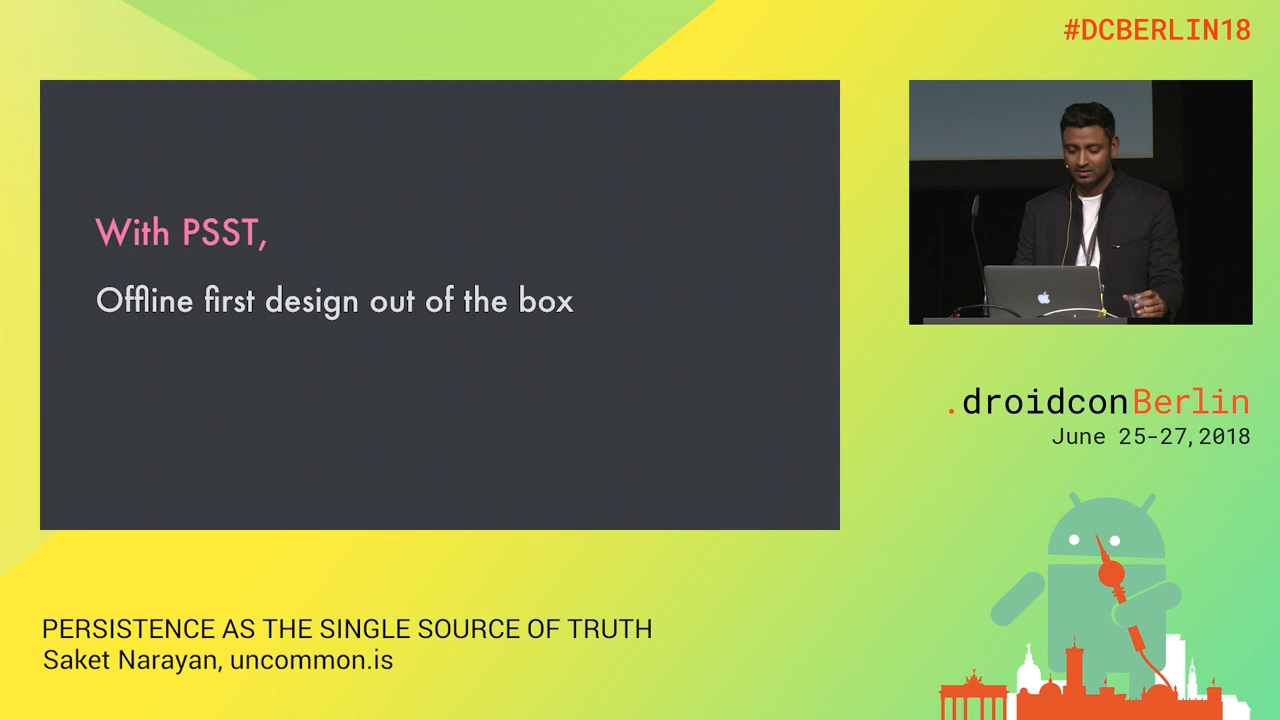 #DCBERLIN18
With PSST,
Offline first design out of the box
.droidconBerlin
June 25-27, 2018
PERSISTENCE AS THE SINGLE SOURCE OF TRUTH
Saket Narayan, uncommon.is